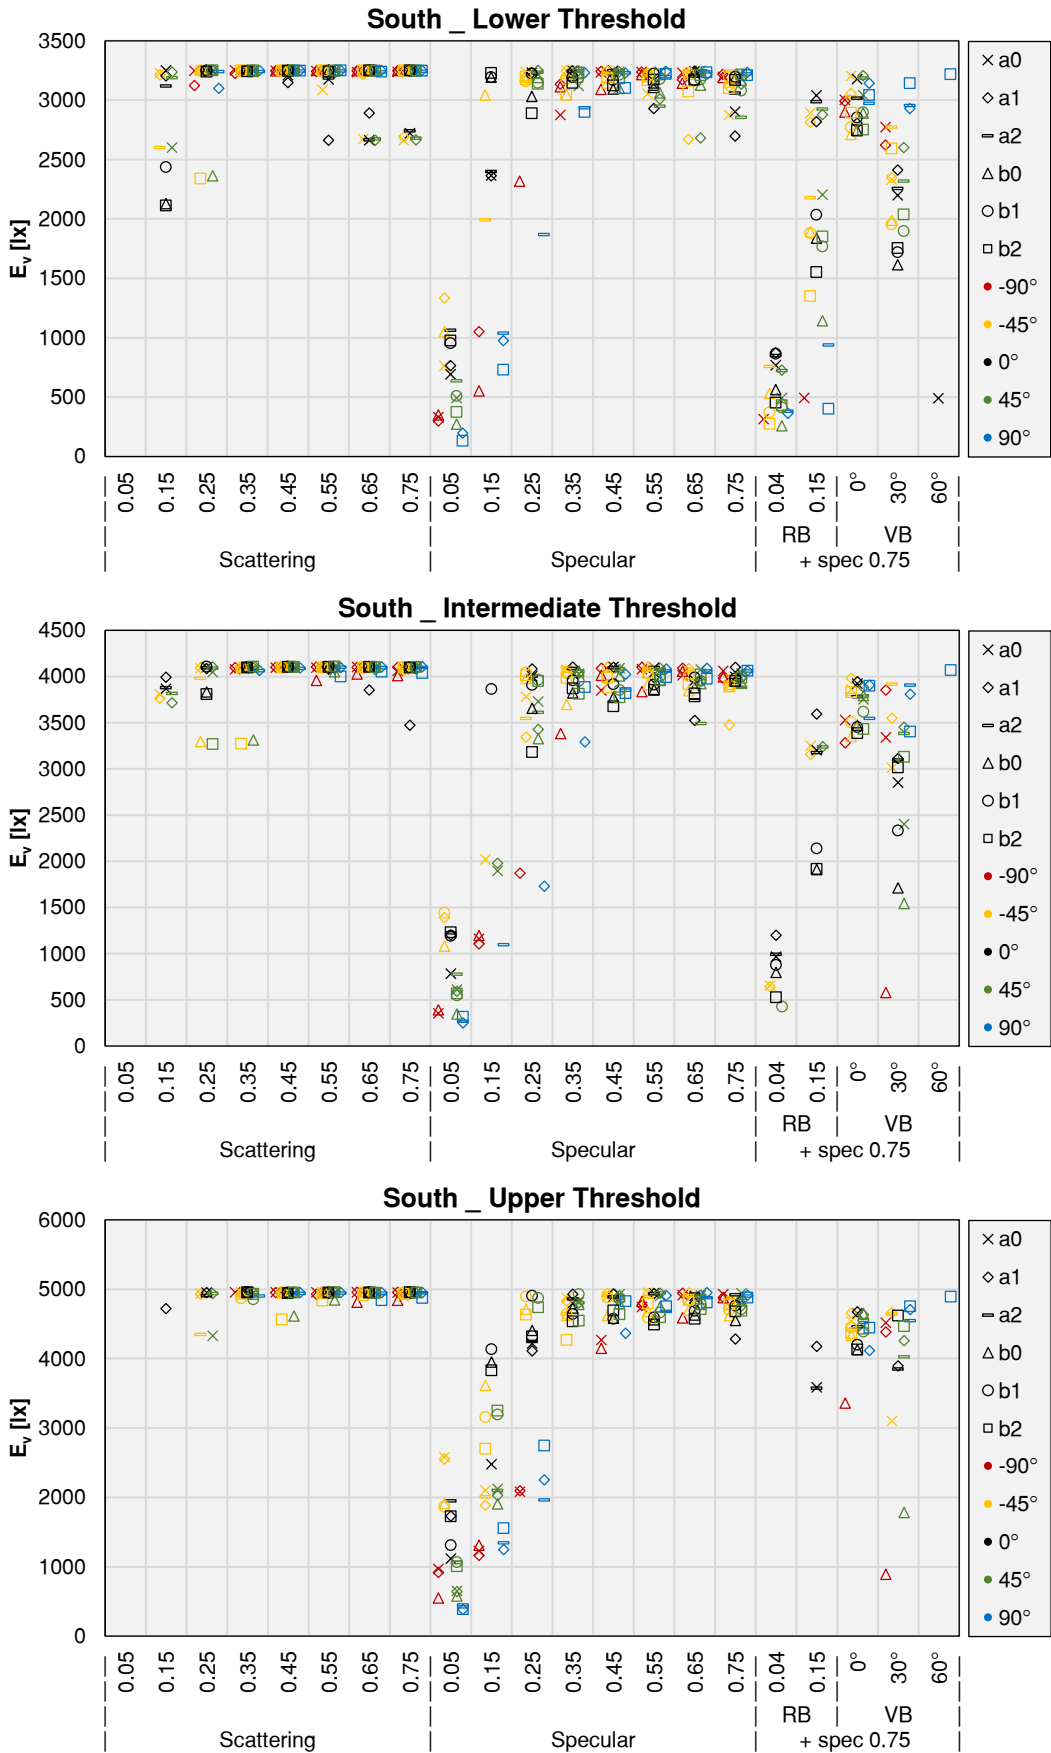 South _ Lower Threshold
E_v [lx]
3500
3000
2500
2000
1500
1000
500
0
0.05 0.15 0.25 0.35 0.45 0.55 0.65 0.75 0.05 0.15 0.25 0.35 0.45 0.55 0.65 0.75 0.04 0.15 0° 30° 60°
RB VB
Scattering Specular + spec 0.75
a0
a1
a2
b0
b1
b2
-90°
-45°
0°
45°
90°
South _ Intermediate Threshold
E_v [lx]
4500
4000
3500
3000
2500
2000
1500
1000
500
0
0.05 0.15 0.25 0.35 0.45 0.55 0.65 0.75 0.05 0.15 0.25 0.35 0.45 0.55 0.65 0.75 0.04 0.15 0° 30° 60°
RB VB
Scattering Specular + spec 0.75
a0
a1
a2
b0
b1
b2
-90°
-45°
0°
45°
90°
South _ Upper Threshold
E_v [lx]
6000
5000
4000
3000
2000
1000
0
0.05 0.15 0.25 0.35 0.45 0.55 0.65 0.75 0.05 0.15 0.25 0.35 0.45 0.55 0.65 0.75 0.04 0.15 0° 30° 60°
RB VB
Scattering Specular + spec 0.75
a0
a1
a2
b0
b1
b2
-90°
-45°
0°
45°
90°